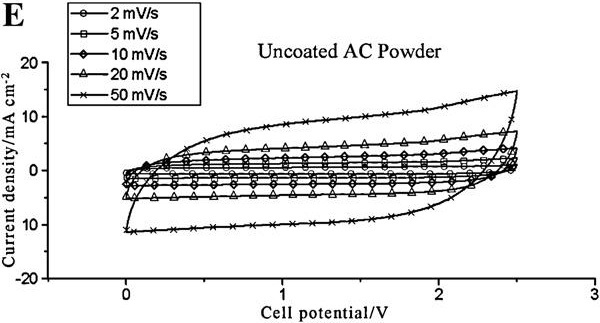 E
2 mV/s
5 mV/s
10 mV/s
20 mV/s
50 mV/s
Uncoated AC Powder
Current density/mA cm-2
20
10
0
10
-20
0
1
2
3
Cell potential/V